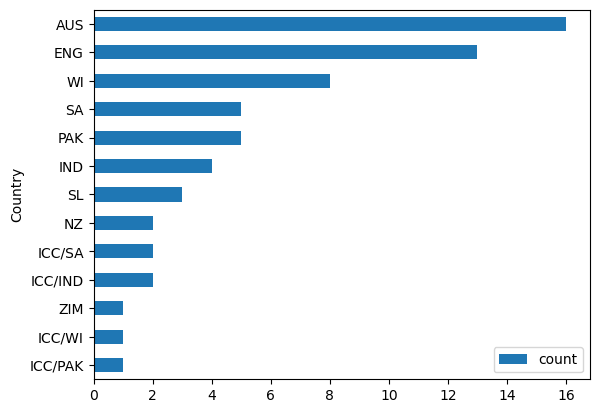 AUS
ENG
WI
SA
PAK
IND
SL
NZ
ICC/SA
ICC/IND
ZIM
ICC/WI
ICC/PAK
Country
0 2 4 6 8 10 12 14 16
count